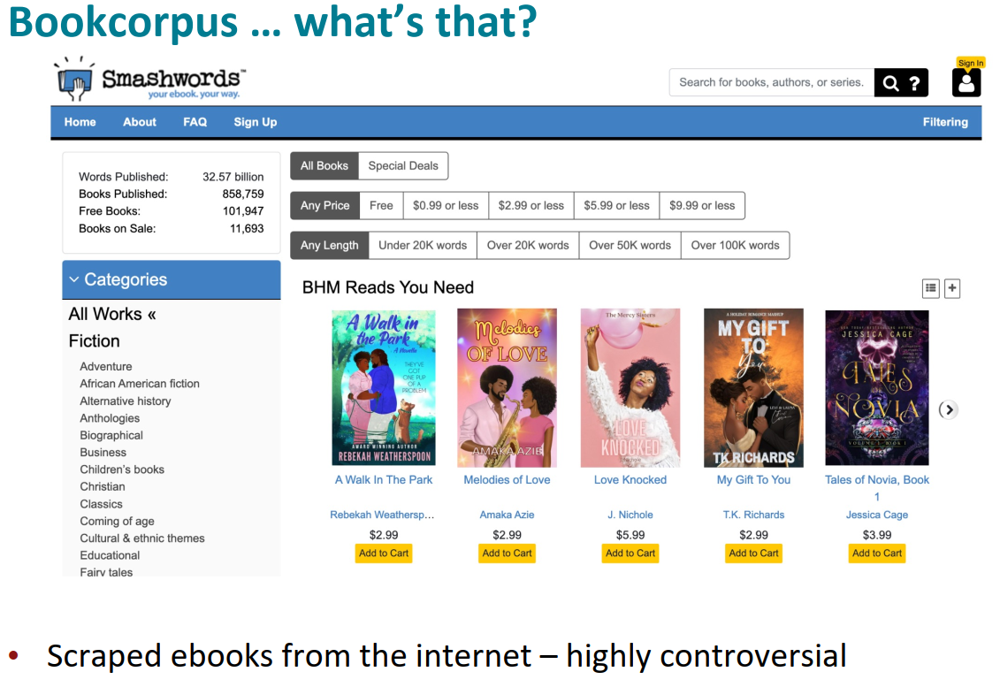 Bookcorpus ... what's that?
Smashwords™
your ebook. your way.
Search for books, authors, or series.
?
Sign In
Home About FAQ Sign Up Filtering
Words Published: 32.57 billion
Books Published: 858,759
Free Books: 101,947
Books on Sale: 11,693
All Books Special Deals
Any Price Free $0.99 or less $2.99 or less $5.99 or less $9.99 or less
Any Length Under 20K words Over 20K words Over 50K words Over 100K words
Categories
All Works «
Fiction
Adventure
African American fiction
Alternative history
Anthologies
Biographical
Business
Children's books
Christian
Classics
Coming of age
Cultural & ethnic themes
Educational
Fairy tales
BHM Reads You Need
A Walk in
the Park
A Novella
THEY'VE
GOT
ONE PUP
OF A
PROBLEM
AWARD WINNING AUTHOR
REBEKAH WEATHERSPOON
Melodies
OF LOVE
AMAKA AZIE
The Mercy Sisters
LOVE
KNOCKED
A HOLIDAY ROMANCE MASHUP
MY GIFT
TO
You
TK RICHARDS
JESSICA CAGE
TALES
OF
NOVIA
VOLUME 1 - BOOK 1
A Walk In The Park Melodies of Love Love Knocked My Gift To You Tales of Novia, Book
1
Rebekah Weathersp... Amaka Azie J. Nichole T.K. Richards Jessica Cage
$2.99 $2.99 $5.99 $2.99 $3.99
Add to Cart Add to Cart Add to Cart Add to Cart Add to Cart
• Scraped ebooks from the internet – highly controversial